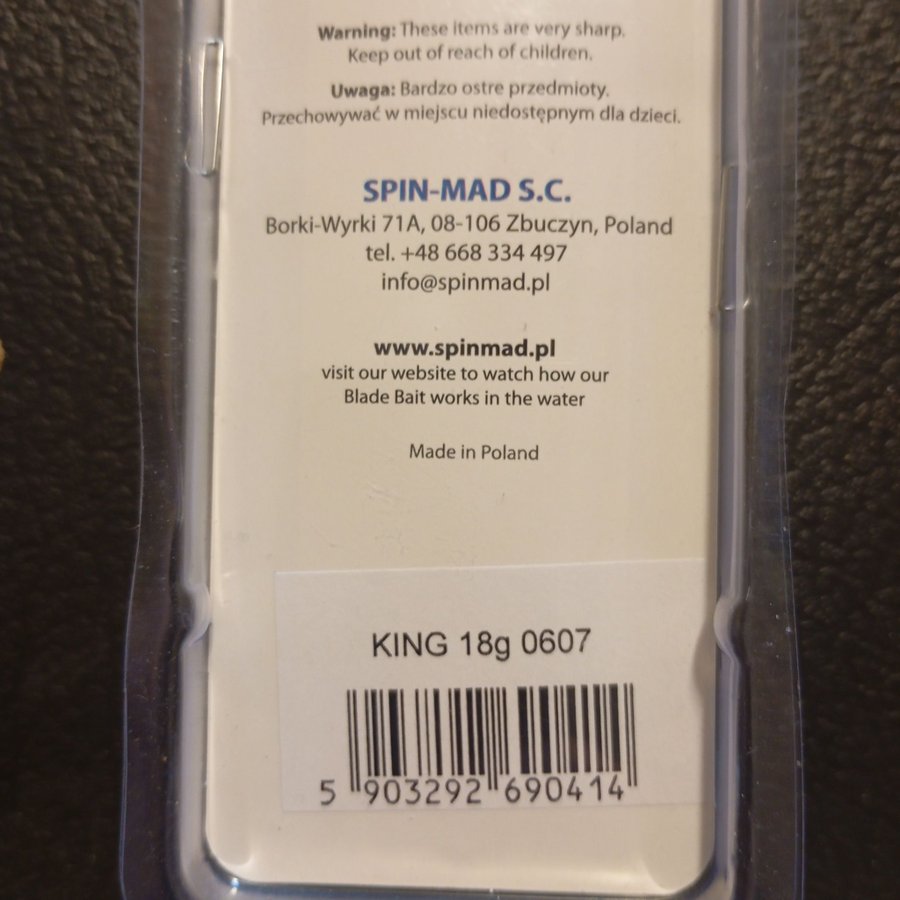 Warning: These items are very sharp.
Keep out of reach of children.
Uwaga: Bardzo ostre przedmioty.
Przechowywać w miejscu niedostępnym dla dzieci.
SPIN-MAD S.C.
Borki-Wyrki 71A, 08-106 Zbuczyn, Poland
tel. +48 668 334 497
info@spinmad.pl
www.spinmad.pl
visit our website to watch how our
Blade Bait works in the water
Made in Poland
KING 18g 0607
5 903292 690414